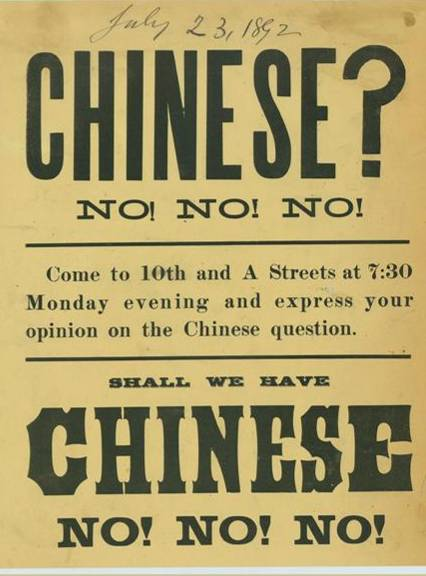 July 23, 1892
CHINESE?
NO! NO! NO!
Come to 10th and A Streets at 7:30
Monday evening and express your
opinion on the Chinese question.
SHALL WE HAVE
CHINESE
NO! NO! NO!